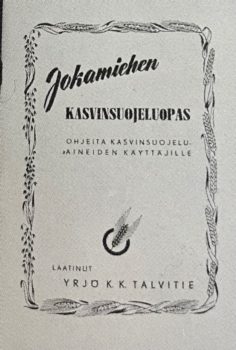 Jokamiehen
KASVINSUOJELUOPAS
OHJEITA KASVINSUOJELU-
AINEIDEN KÄYTTÄJILLE
LAATINUT
YRJÖ K.K. TALVITIE